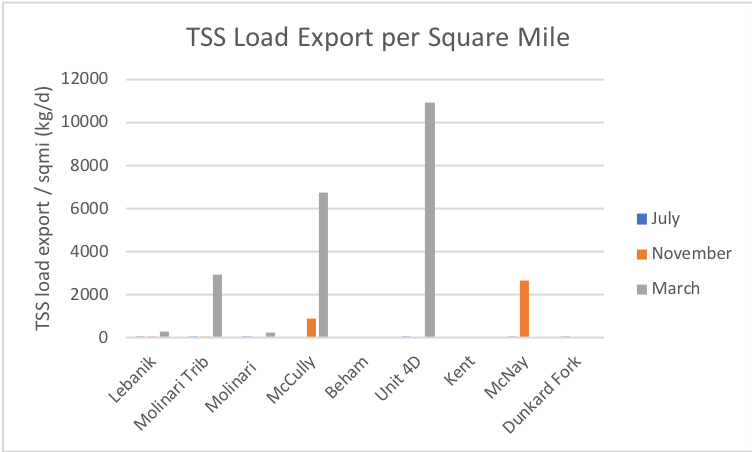 TSS Load Export per Square Mile
TSS load export / sqmi (kg/d)
12000
10000
8000
6000
4000
2000
0
Lebanik
Molinari Trib
Molinari
McCully
Beham
Unit 4D
Kent
McNay
Dunkard Fork
July
November
March